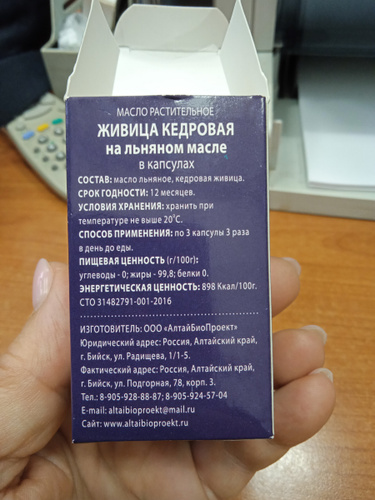 МАСЛО РАСТИТЕЛЬНОЕ
ЖИВИЦА КЕДРОВАЯ
на льняном масле
в капсулах
СОСТАВ: масло льняное, кедровая живица.
СРОК ГОДНОСТИ: 12 месяцев.
УСЛОВИЯ ХРАНЕНИЯ: хранить при
температуре не выше 20°С.
СПОСОБ ПРИМЕНЕНИЯ: по 3 капсулы 3 раза
в день до еды.
ПИЩЕВАЯ ЦЕННОСТЬ (г/100г):
углеводы - 0; жиры - 99,8; белки 0.
ЭНЕРГЕТИЧЕСКАЯ ЦЕННОСТЬ: 898 Ккал/100г.
СТО 31482791-001-2016
ИЗГОТОВИТЕЛЬ: ООО «АлтайБиоПроект»
Юридический адрес: Россия, Алтайский край,
г. Бийск, ул. Радищева, 1/1-5.
Фактический адрес: Россия, Алтайский край,
г. Бийск, ул. Подгорная, 78, корп. 3.
Тел.: 8-905-928-88-87; 8-905-924-57-04
E-mail: altaibioproekt@mail.ru
Сайт: www.altaibioproekt.ru